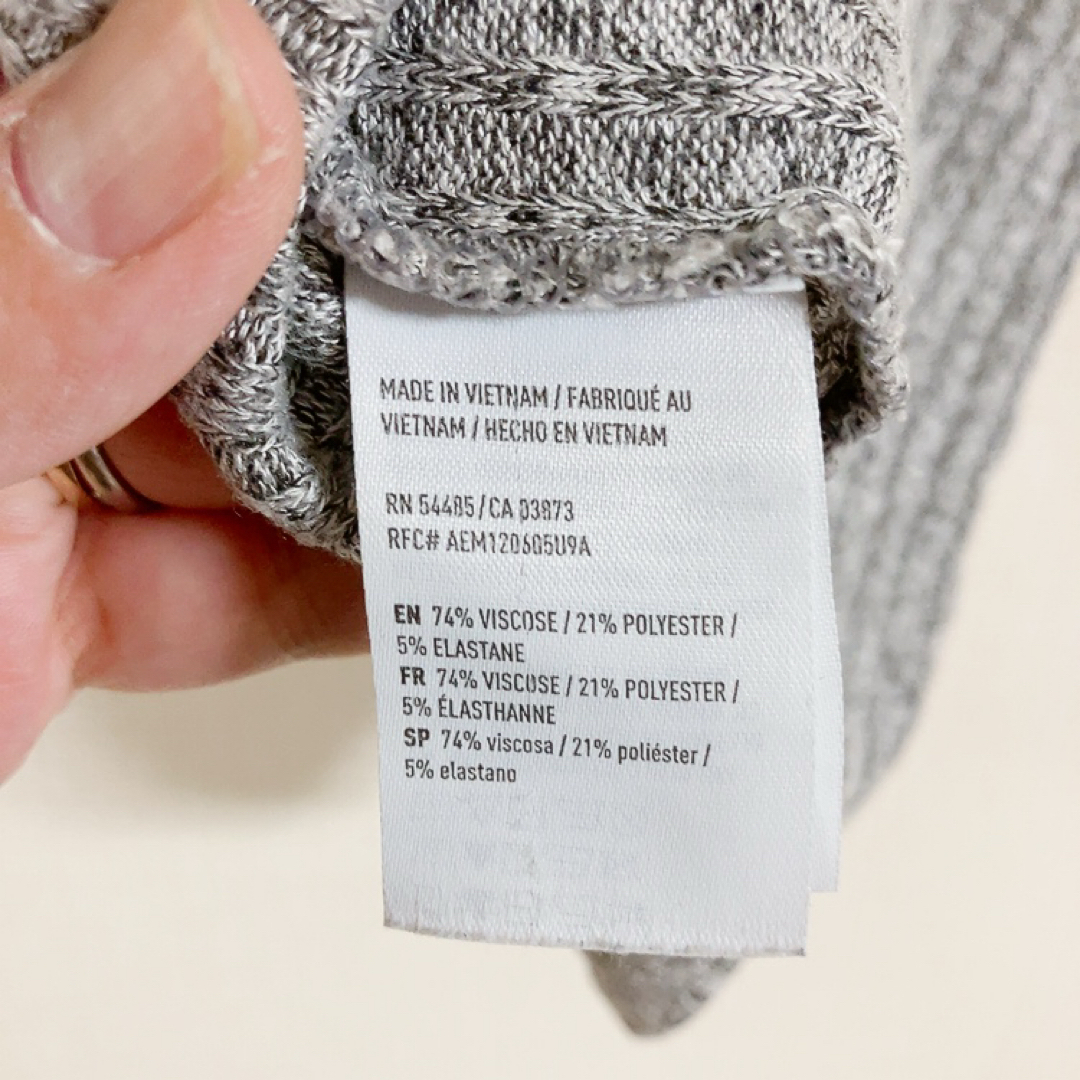 MADE IN VIETNAM / FABRIQUÉ AU
VIETNAM / HECHO EN VIETNAM
RN 54485 / CA 03873
RFC# AEM120605U9A
EN 74% VISCOSE / 21% POLYESTER /
5% ELASTANE
FR 74% VISCOSE / 21% POLYESTER /
5% ÉLASTHANNE
SP 74% viscosa / 21% poliéster /
5% elastano